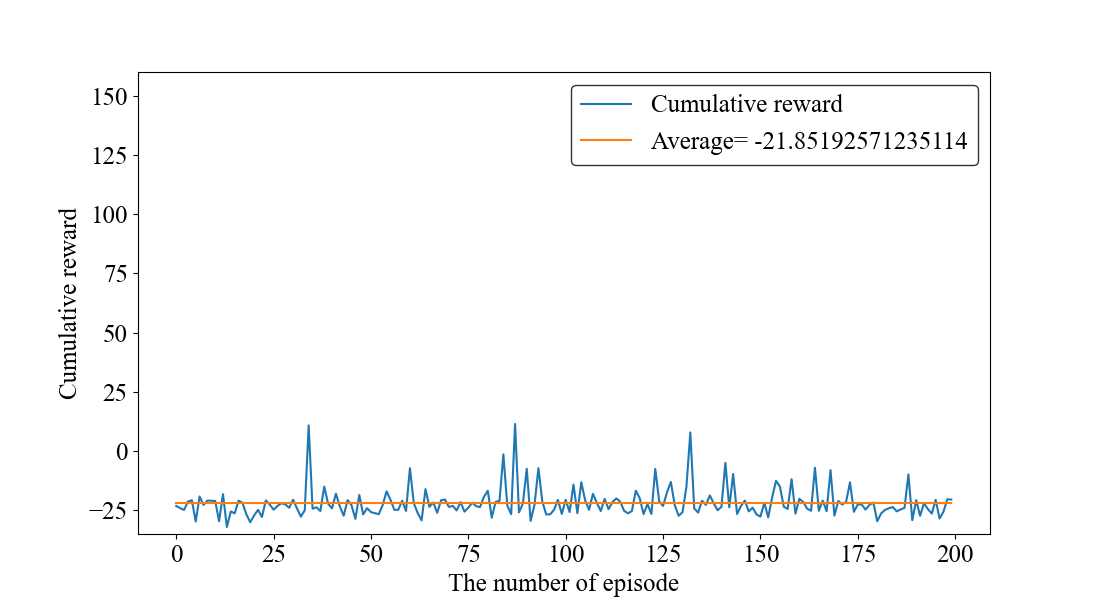 Cumulative reward
Average= -21.85192571235114
150
125
100
75
50
25
0
−25
Cumulative reward
0 25 50 75 100 125 150 175 200
The number of episode